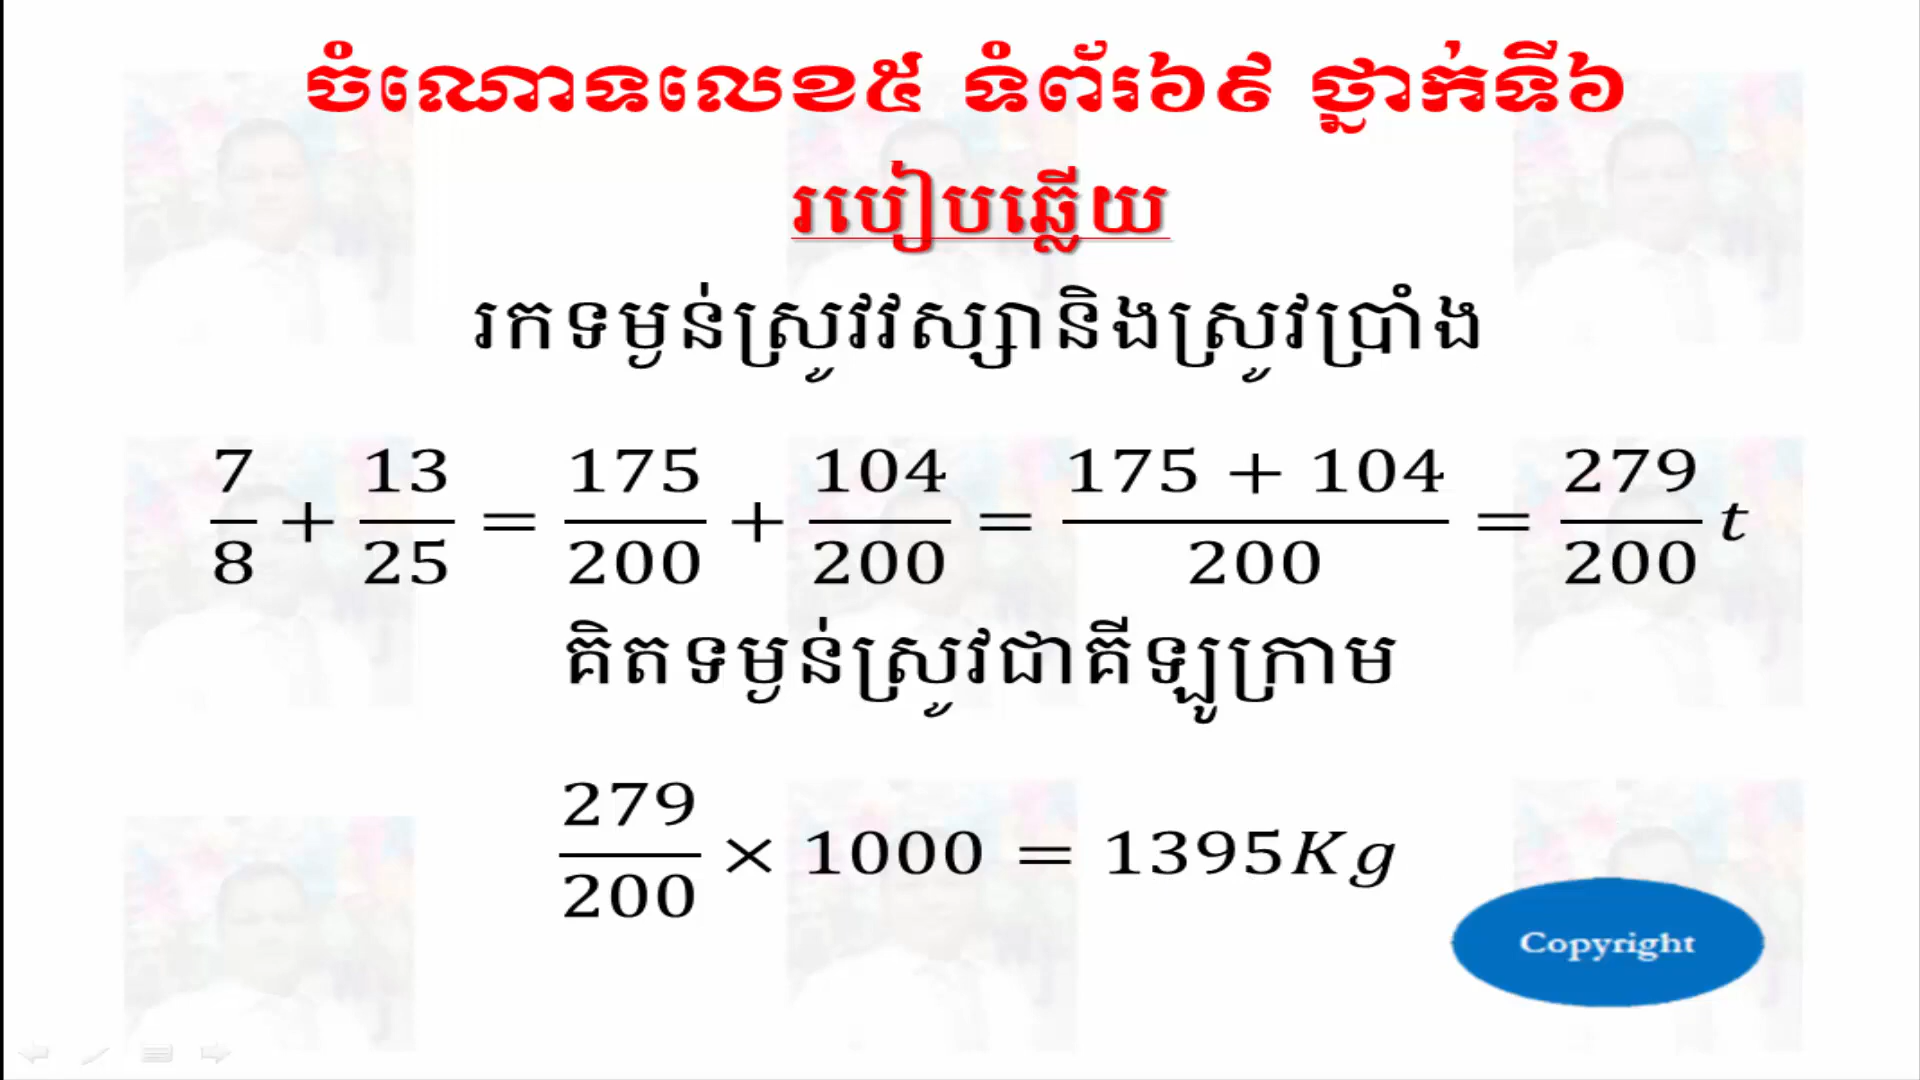 ចំណោទលេខ៥ ទំព័រ៦៩ ថ្នាក់ទី៦
របៀបឆ្លើយ
រកទម្ងន់ស្រូវវស្សានិងស្រូវប្រាំង
7/8 + 13/25 = 175/200 + 104/200 = (175 + 104)/200 = 279/200 t
គិតទម្ងន់ស្រូវជាគីឡូក្រាម
279/200 × 1000 = 1395Kg
Copyright